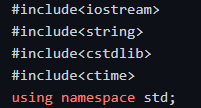 #include<iostream>
#include<string>
#include<cstdlib>
#include<ctime>
using namespace std;